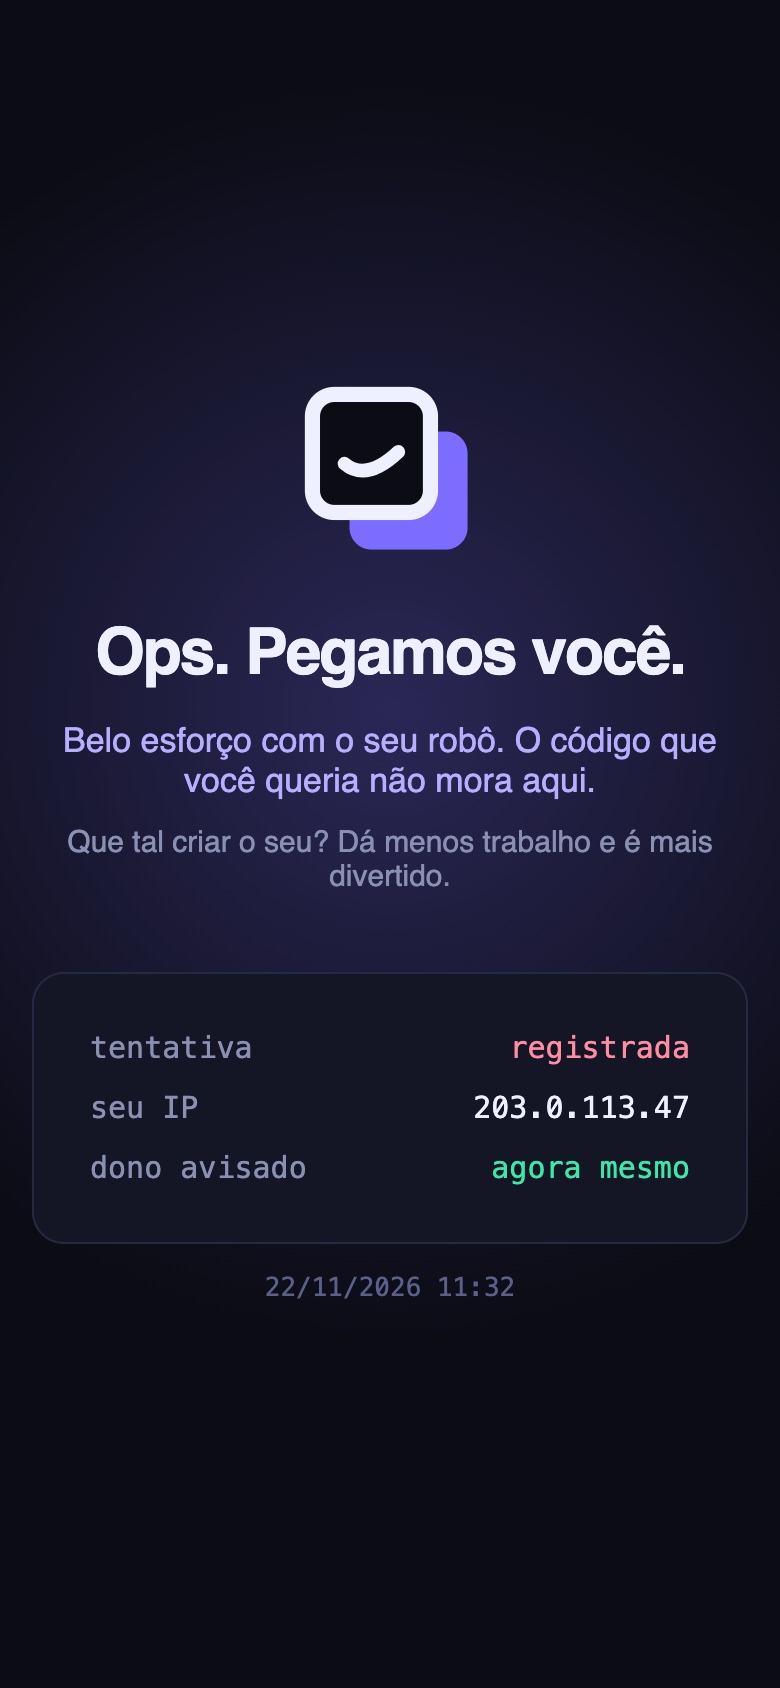 Ops. Pegamos você.
Belo esforço com o seu robô. O código que
você queria não mora aqui.
Que tal criar o seu? Dá menos trabalho e é mais
divertido.
tentativa registrada
seu IP 203.0.113.47
dono avisado agora mesmo
22/11/2026 11:32